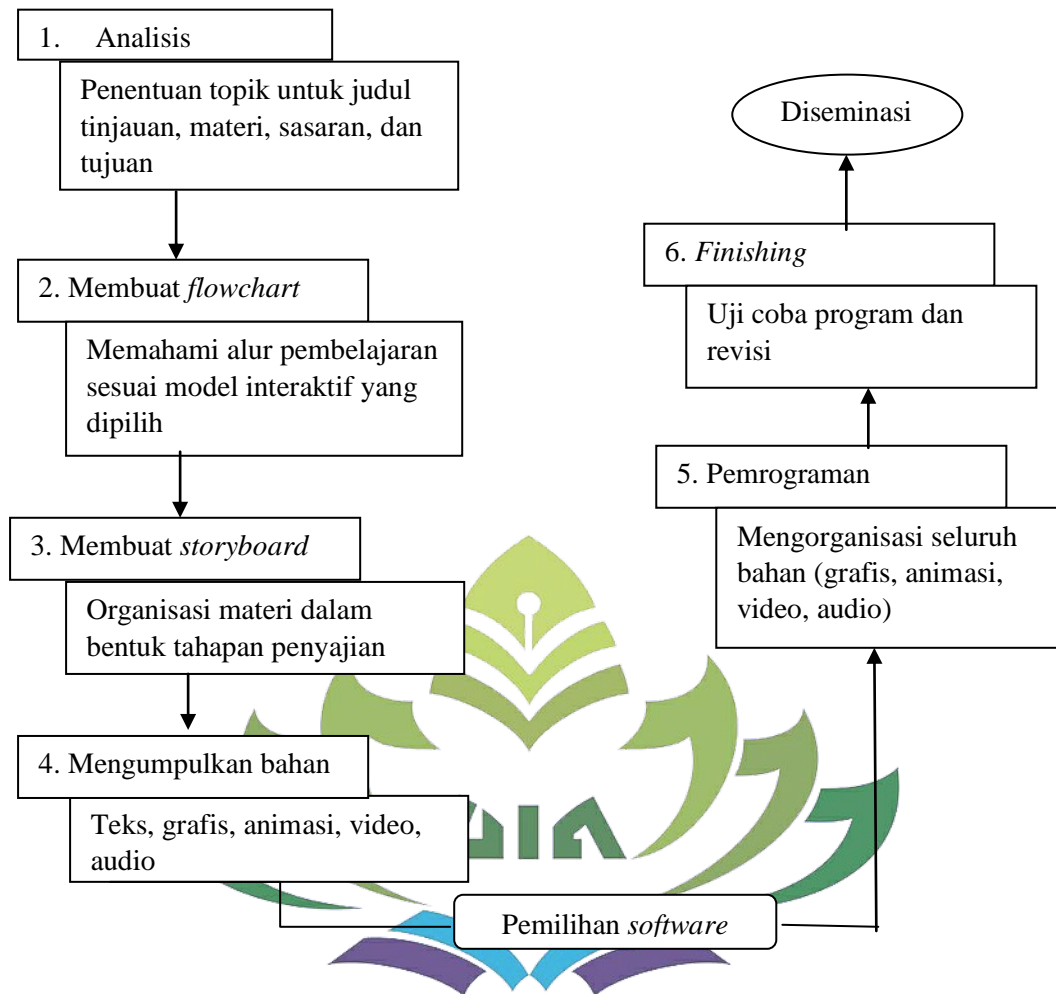 1. Analisis
Penentuan topik untuk judul
tinjauan, materi, sasaran, dan
tujuan
2. Membuat flowchart
Memahami alur pembelajaran
sesuai model interaktif yang
dipilih
3. Membuat storyboard
Organisasi materi dalam
bentuk tahapan penyajian
4. Mengumpulkan bahan
Teks, grafis, animasi, video,
audio
Pemilihan software
5. Pemrograman
Mengorganisasi seluruh
bahan (grafis, animasi,
video, audio)
6. Finishing
Uji coba program dan
revisi
Diseminasi